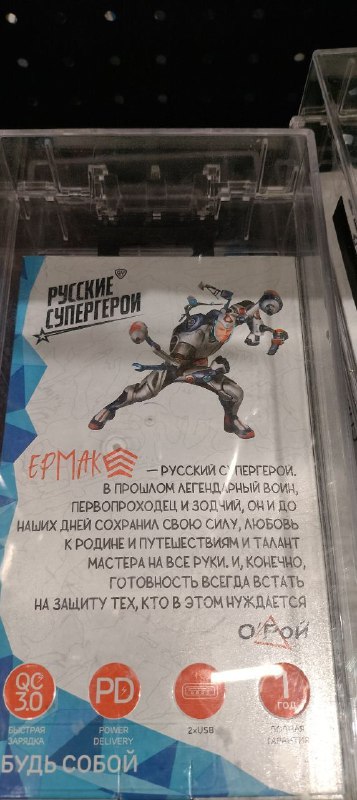 РУССКИЕ
СУПЕРГЕРОИ
ЕРМАК — РУССКИЙ СУПЕРГЕРОЙ.
В ПРОШЛОМ ЛЕГЕНДАРНЫЙ ВОИН,
ПЕРВОПРОХОДЕЦ И ЗОДЧИЙ, ОН И ДО
НАШИХ ДНЕЙ СОХРАНИЛ СВОЮ СИЛУ, ЛЮБОВЬ
К РОДИНЕ И ПУТЕШЕСТВИЯМ И ТАЛАНТ
МАСТЕРА НА ВСЕ РУКИ. И, КОНЕЧНО,
ГОТОВНОСТЬ ВСЕГДА ВСТАТЬ
НА ЗАЩИТУ ТЕХ, КТО В ЭТОМ НУЖДАЕТСЯ
О'Рой
QC 3.0
PD
1 ГОД
БЫСТРАЯ ЗАРЯДКА
POWER DELIVERY
2xUSB
ПОЛНАЯ ГАРАНТИЯ
БУДЬ СОБОЙ